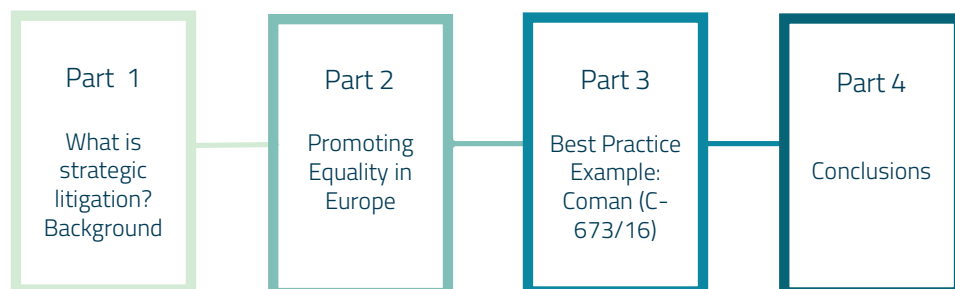 Part 1
What is
strategic
litigation?
Background
Part 2
Promoting
Equality in
Europe
Part 3
Best Practice
Example:
Coman (C-
673/16)
Part 4
Conclusions